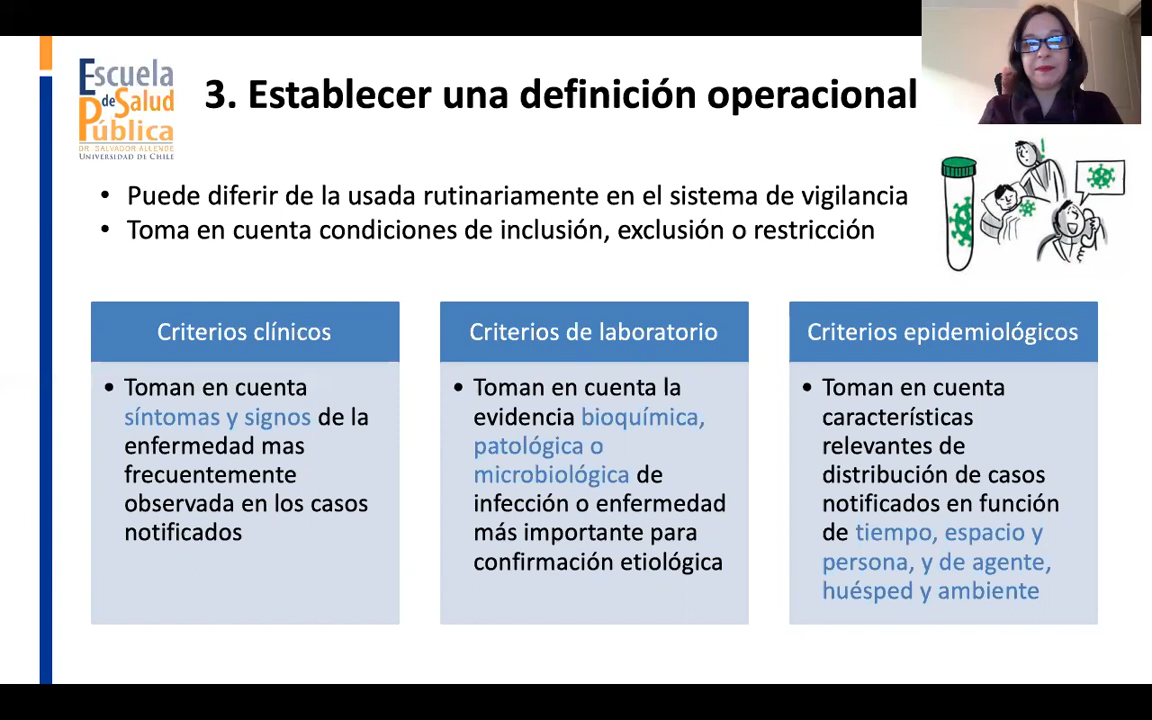 Escuela
de Salud
Pública
DR. SALVADOR ALLENDE
UNIVERSIDAD DE CHILE
3. Establecer una definición operacional
• Puede diferir de la usada rutinariamente en el sistema de vigilancia
• Toma en cuenta condiciones de inclusión, exclusión o restricción
Criterios clínicos
• Toman en cuenta
síntomas y signos de la
enfermedad mas
frecuentemente
observada en los casos
notificados
Criterios de laboratorio
• Toman en cuenta la
evidencia bioquímica,
patológica o
microbiológica de
infección o enfermedad
más importante para
confirmación etiológica
Criterios epidemiológicos
• Toman en cuenta
características
relevantes de
distribución de casos
notificados en función
de tiempo, espacio y
persona, y de agente,
huésped y ambiente